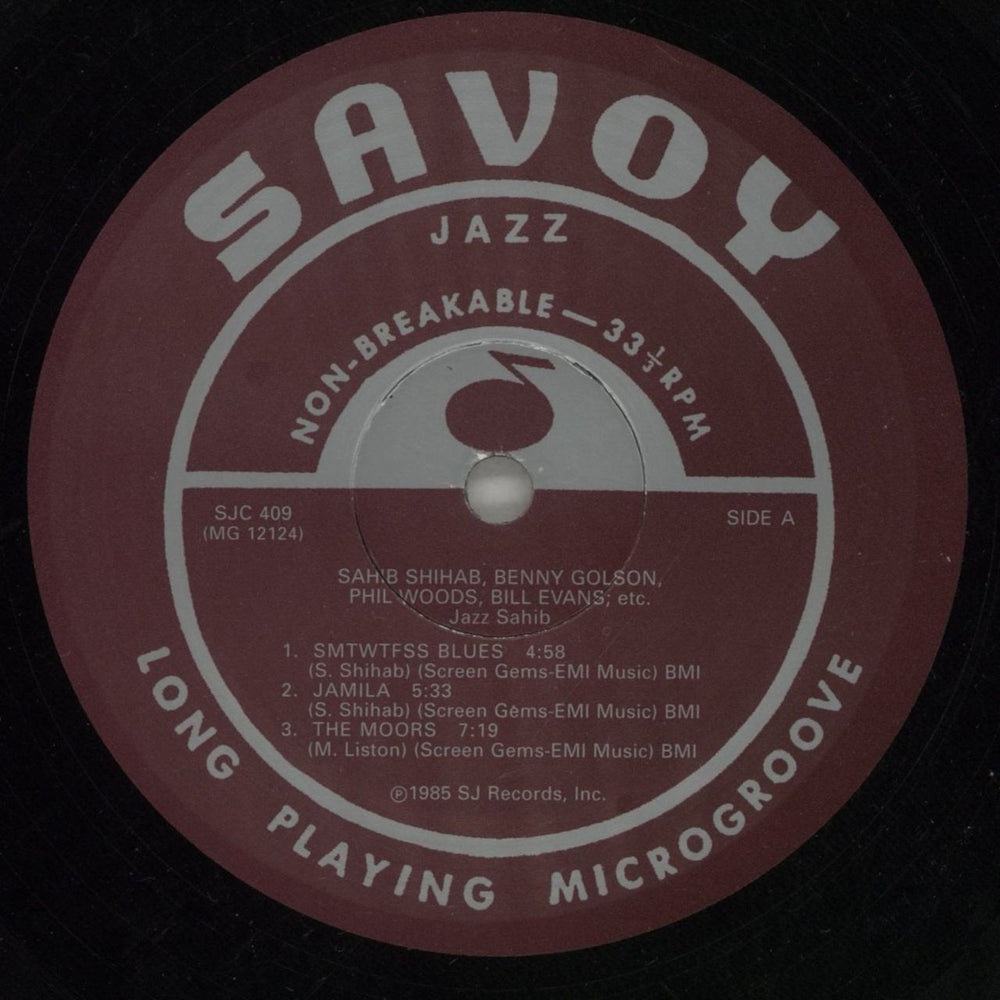 SAVOY
JAZZ
NON-BREAKABLE—33⅓RPM
SJC 409
(MG 12124)
SIDE A
SAHIB SHIHAB, BENNY GOLSON,
PHIL WOODS, BILL EVANS; etc.
Jazz Sahib
1. SMTWTFSS BLUES 4:58
(S. Shihab) (Screen Gems-EMI Music) BMI
2. JAMILA 5:33
(S. Shihab) (Screen Gems-EMI Music) BMI
3. THE MOORS 7:19
(M. Liston) (Screen Gems-EMI Music) BMI
℗1985 SJ Records, Inc.
LONG PLAYING MICROGROOVE